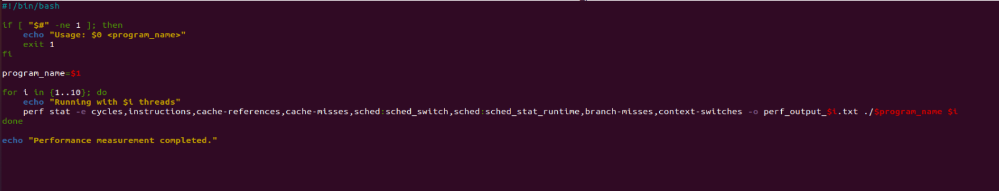 #!/bin/bash
if [ "$#" -ne 1 ]; then
    echo "Usage: $0 <program_name>"
    exit 1
fi
program_name=$1
for i in {1..10}; do
    echo "Running with $i threads"
    perf stat -e cycles,instructions,cache-references,cache-misses,sched:sched_switch,sched:sched_stat_runtime,branch-misses,context-switches -o perf_output_$i.txt ./$program_name $i
done
echo "Performance measurement completed."